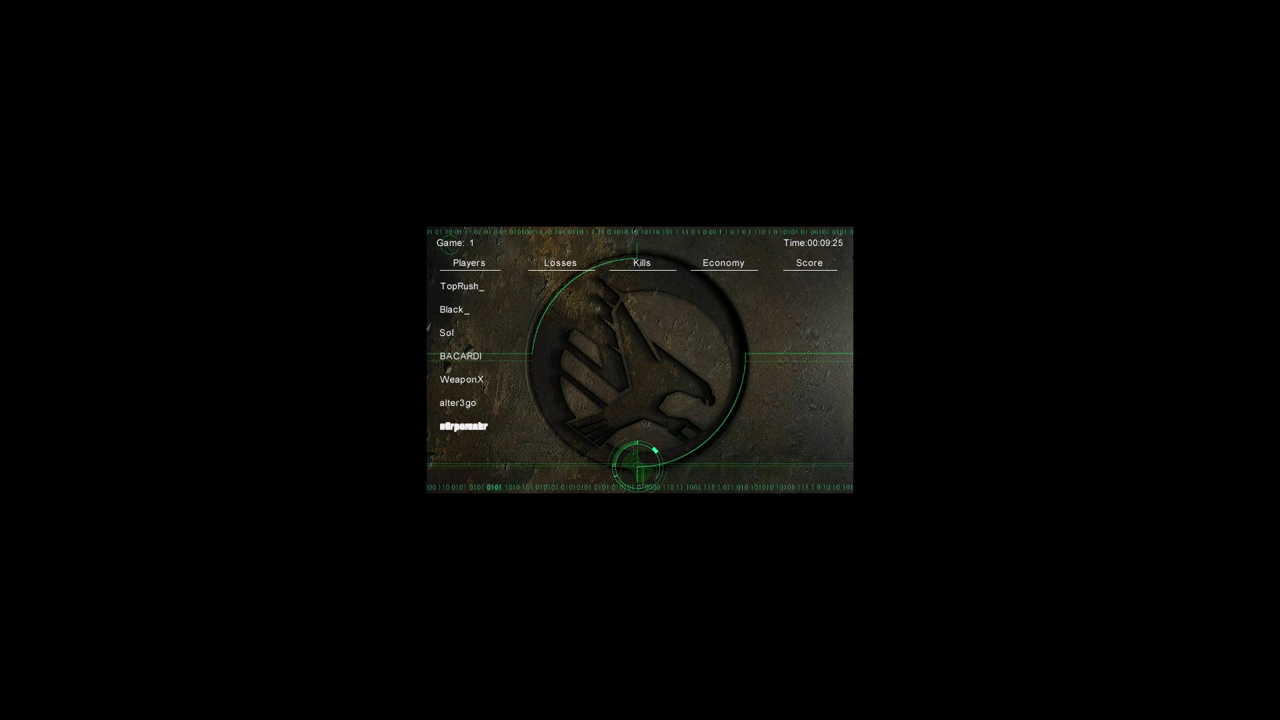 Game: 1 Time:00:09:25
Players Losses Kills Economy Score
TopRush_
Black_
Sol
BACARDI
WeaponX
alter3go